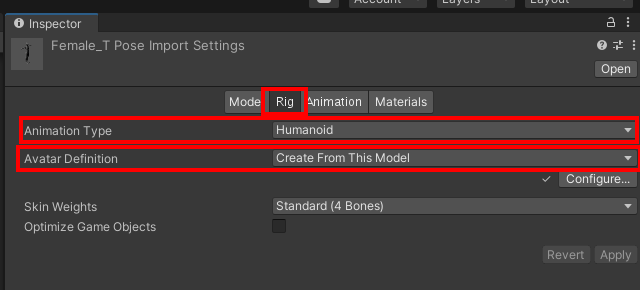 Account
Layers
Layout
Inspector
Female_T Pose Import Settings
Open
Mode Rig Animation Materials
Animation Type Humanoid
Avatar Definition Create From This Model
Configure...
Skin Weights Standard (4 Bones)
Optimize Game Objects
Revert Apply